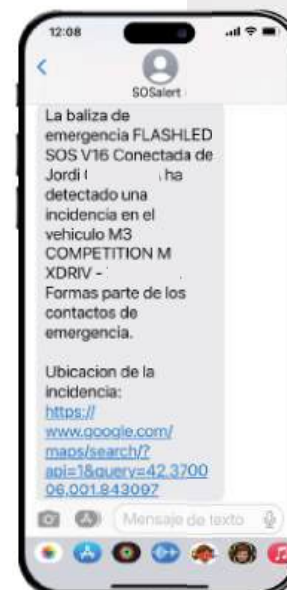 12:08
SOSalert
La baliza de
emergencia FLASHLED
SOS V16 Conectada de
Jordi ha
detectado una
incidencia en el
vehiculo M3
COMPETITION M
XDRIV -
Formas parte de los
contactos de
emergencia.
Ubicacion de la
incidencia:
https://
www.google.com/
maps/search/?
api=1&query=42.3700
06,001.843097
Mensaje de texto